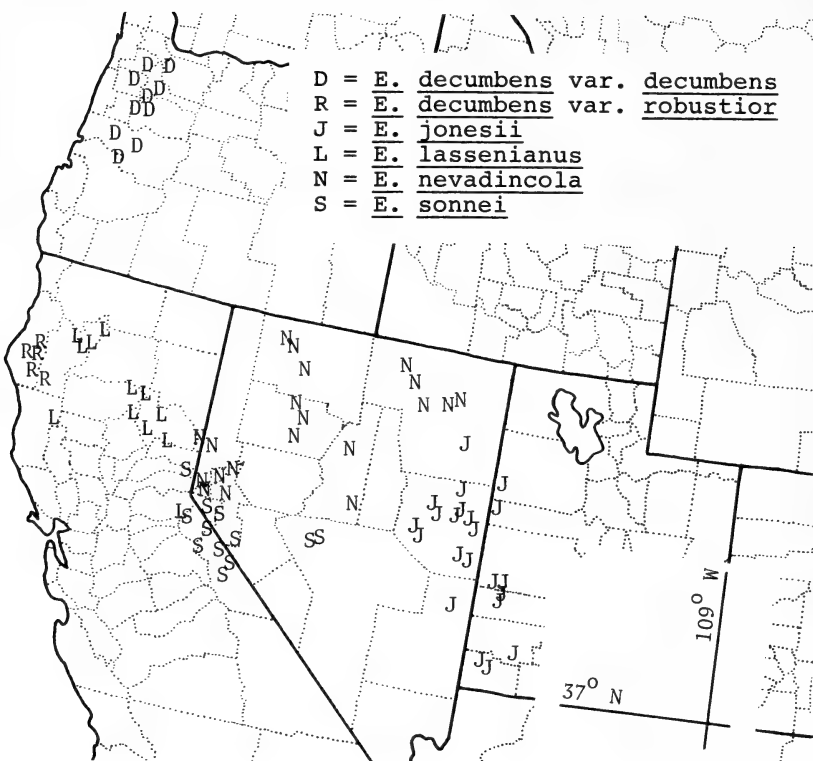 D = E. decumbens var. decumbens
R = E. decumbens var. robustior
J = E. jonesii
L = E. lassenianus
N = E. nevadincola
S = E. sonnei
D D
D D
D
D D
D
D
D
L
L L
L
R
R R
R
R
N
N
N
N
N
N N N
L L
L L
L
L
L
N
N
N
N
N
J
S
N
N N
N
N
N
S
S
L S
S
S
S
S
S
S
S
S S
N
J
J
J
J
J
J J
J
J
J
J
J
J
J J
J
J
J
J
J
109° W
37° N